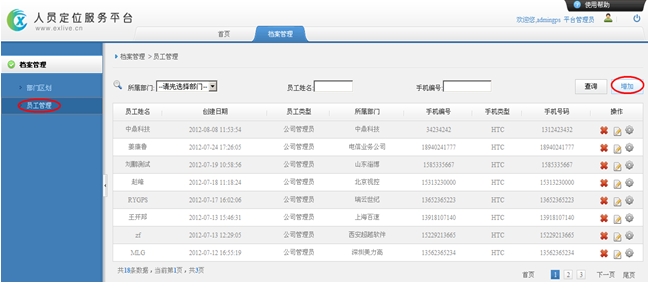 使用帮助
人员定位服务平台
www.exlive.cn
欢迎您,admingps 平台管理员
首页 档案管理
档案管理
部门区划
员工管理
档案管理 > 员工管理
所属部门: --请先选择部门-- 员工姓名: 手机编号: 查询 增加
员工姓名 创建日期 员工类型 所属部门 手机编号 手机类型 手机号码 操作
中鼎科技 2012-08-08 11:53:54 公司管理员 中鼎科技 34234242 HTC 1312423432
姜德春 2012-07-24 17:26:05 公司管理员 电信业务公司 18940241777 HTC 18940241777
刘鹏测试 2012-07-19 10:58:56 公司管理员 山东淄博 1585335667 HTC 1585335667
赵峰 2012-07-18 11:18:24 公司管理员 北京视控 15313230000 HTC 15313230000
RYGPS 2012-07-17 16:02:06 公司管理员 瑞云世纪 13652365223 HTC 13652365223
王开邦 2012-07-13 15:46:31 公司管理员 上海百速 13918107140 HTC 13918107140
zf 2012-07-13 12:29:05 公司管理员 西安超越软件 15229213665 HTC 15229213665
MLG 2012-07-12 16:55:19 公司管理员 深圳美力高 13562365234 HTC 13562365234
共18条数据，当前第1页，共3页 首页 1 2 3 下一页 尾页